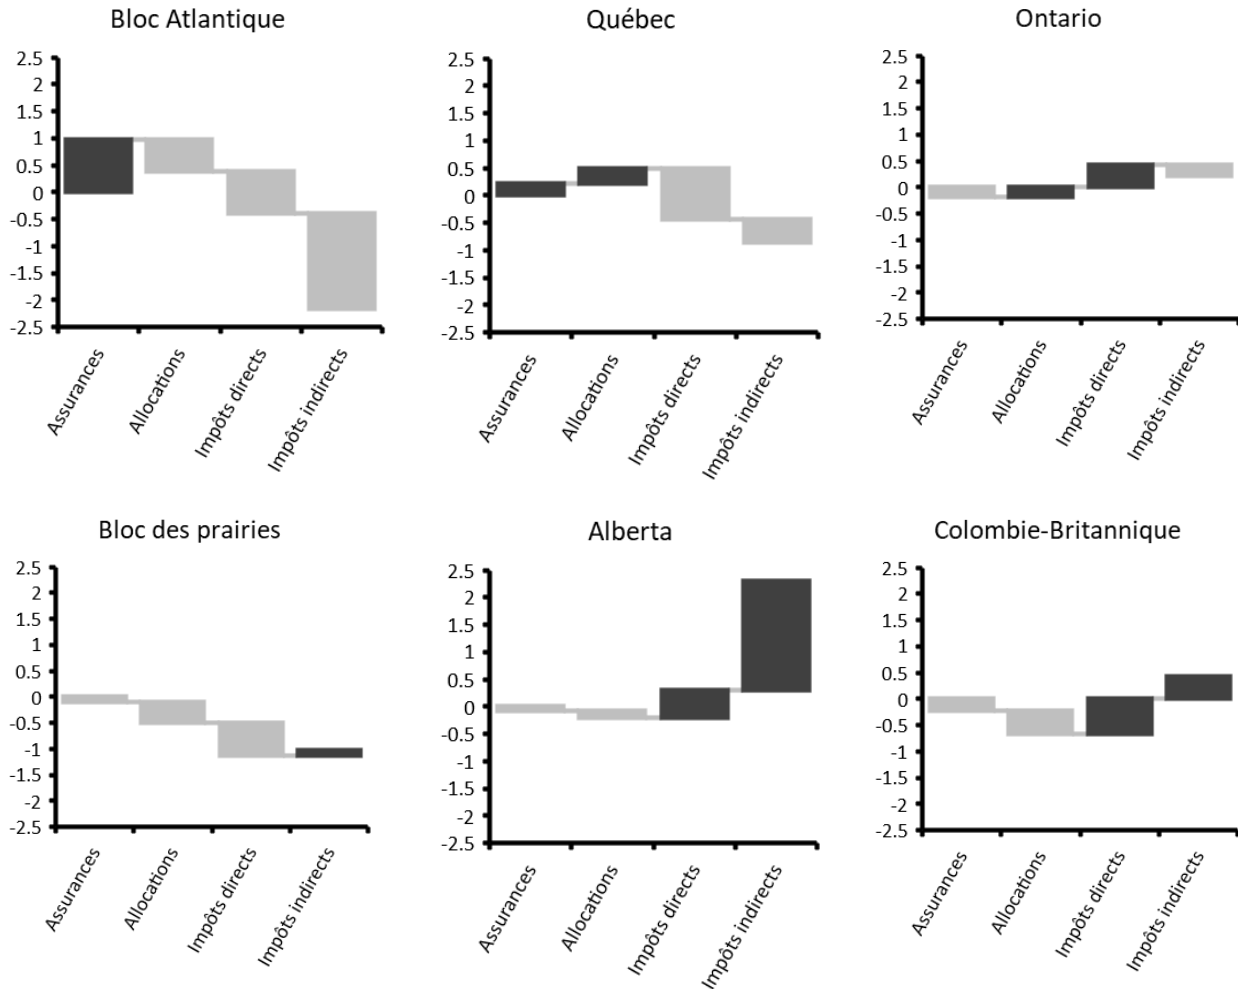 Bloc Atlantique
2.5
2
1.5
1
0.5
0
-0.5
-1
-1.5
-2
-2.5
Assurances
Allocations
Impôts directs
Impôts indirects
Québec
2.5
2
1.5
1
0.5
0
-0.5
-1
-1.5
-2
-2.5
Assurances
Allocations
Impôts directs
Impôts indirects
Ontario
2.5
2
1.5
1
0.5
0
-0.5
-1
-1.5
-2
-2.5
Assurances
Allocations
Impôts directs
Impôts indirects
Bloc des prairies
2.5
2
1.5
1
0.5
0
-0.5
-1
-1.5
-2
-2.5
Assurances
Allocations
Impôts directs
Impôts indirects
Alberta
2.5
2
1.5
1
0.5
0
-0.5
-1
-1.5
-2
-2.5
Assurances
Allocations
Impôts directs
Impôts indirects
Colombie-Britannique
2.5
2
1.5
1
0.5
0
-0.5
-1
-1.5
-2
-2.5
Assurances
Allocations
Impôts directs
Impôts indirects